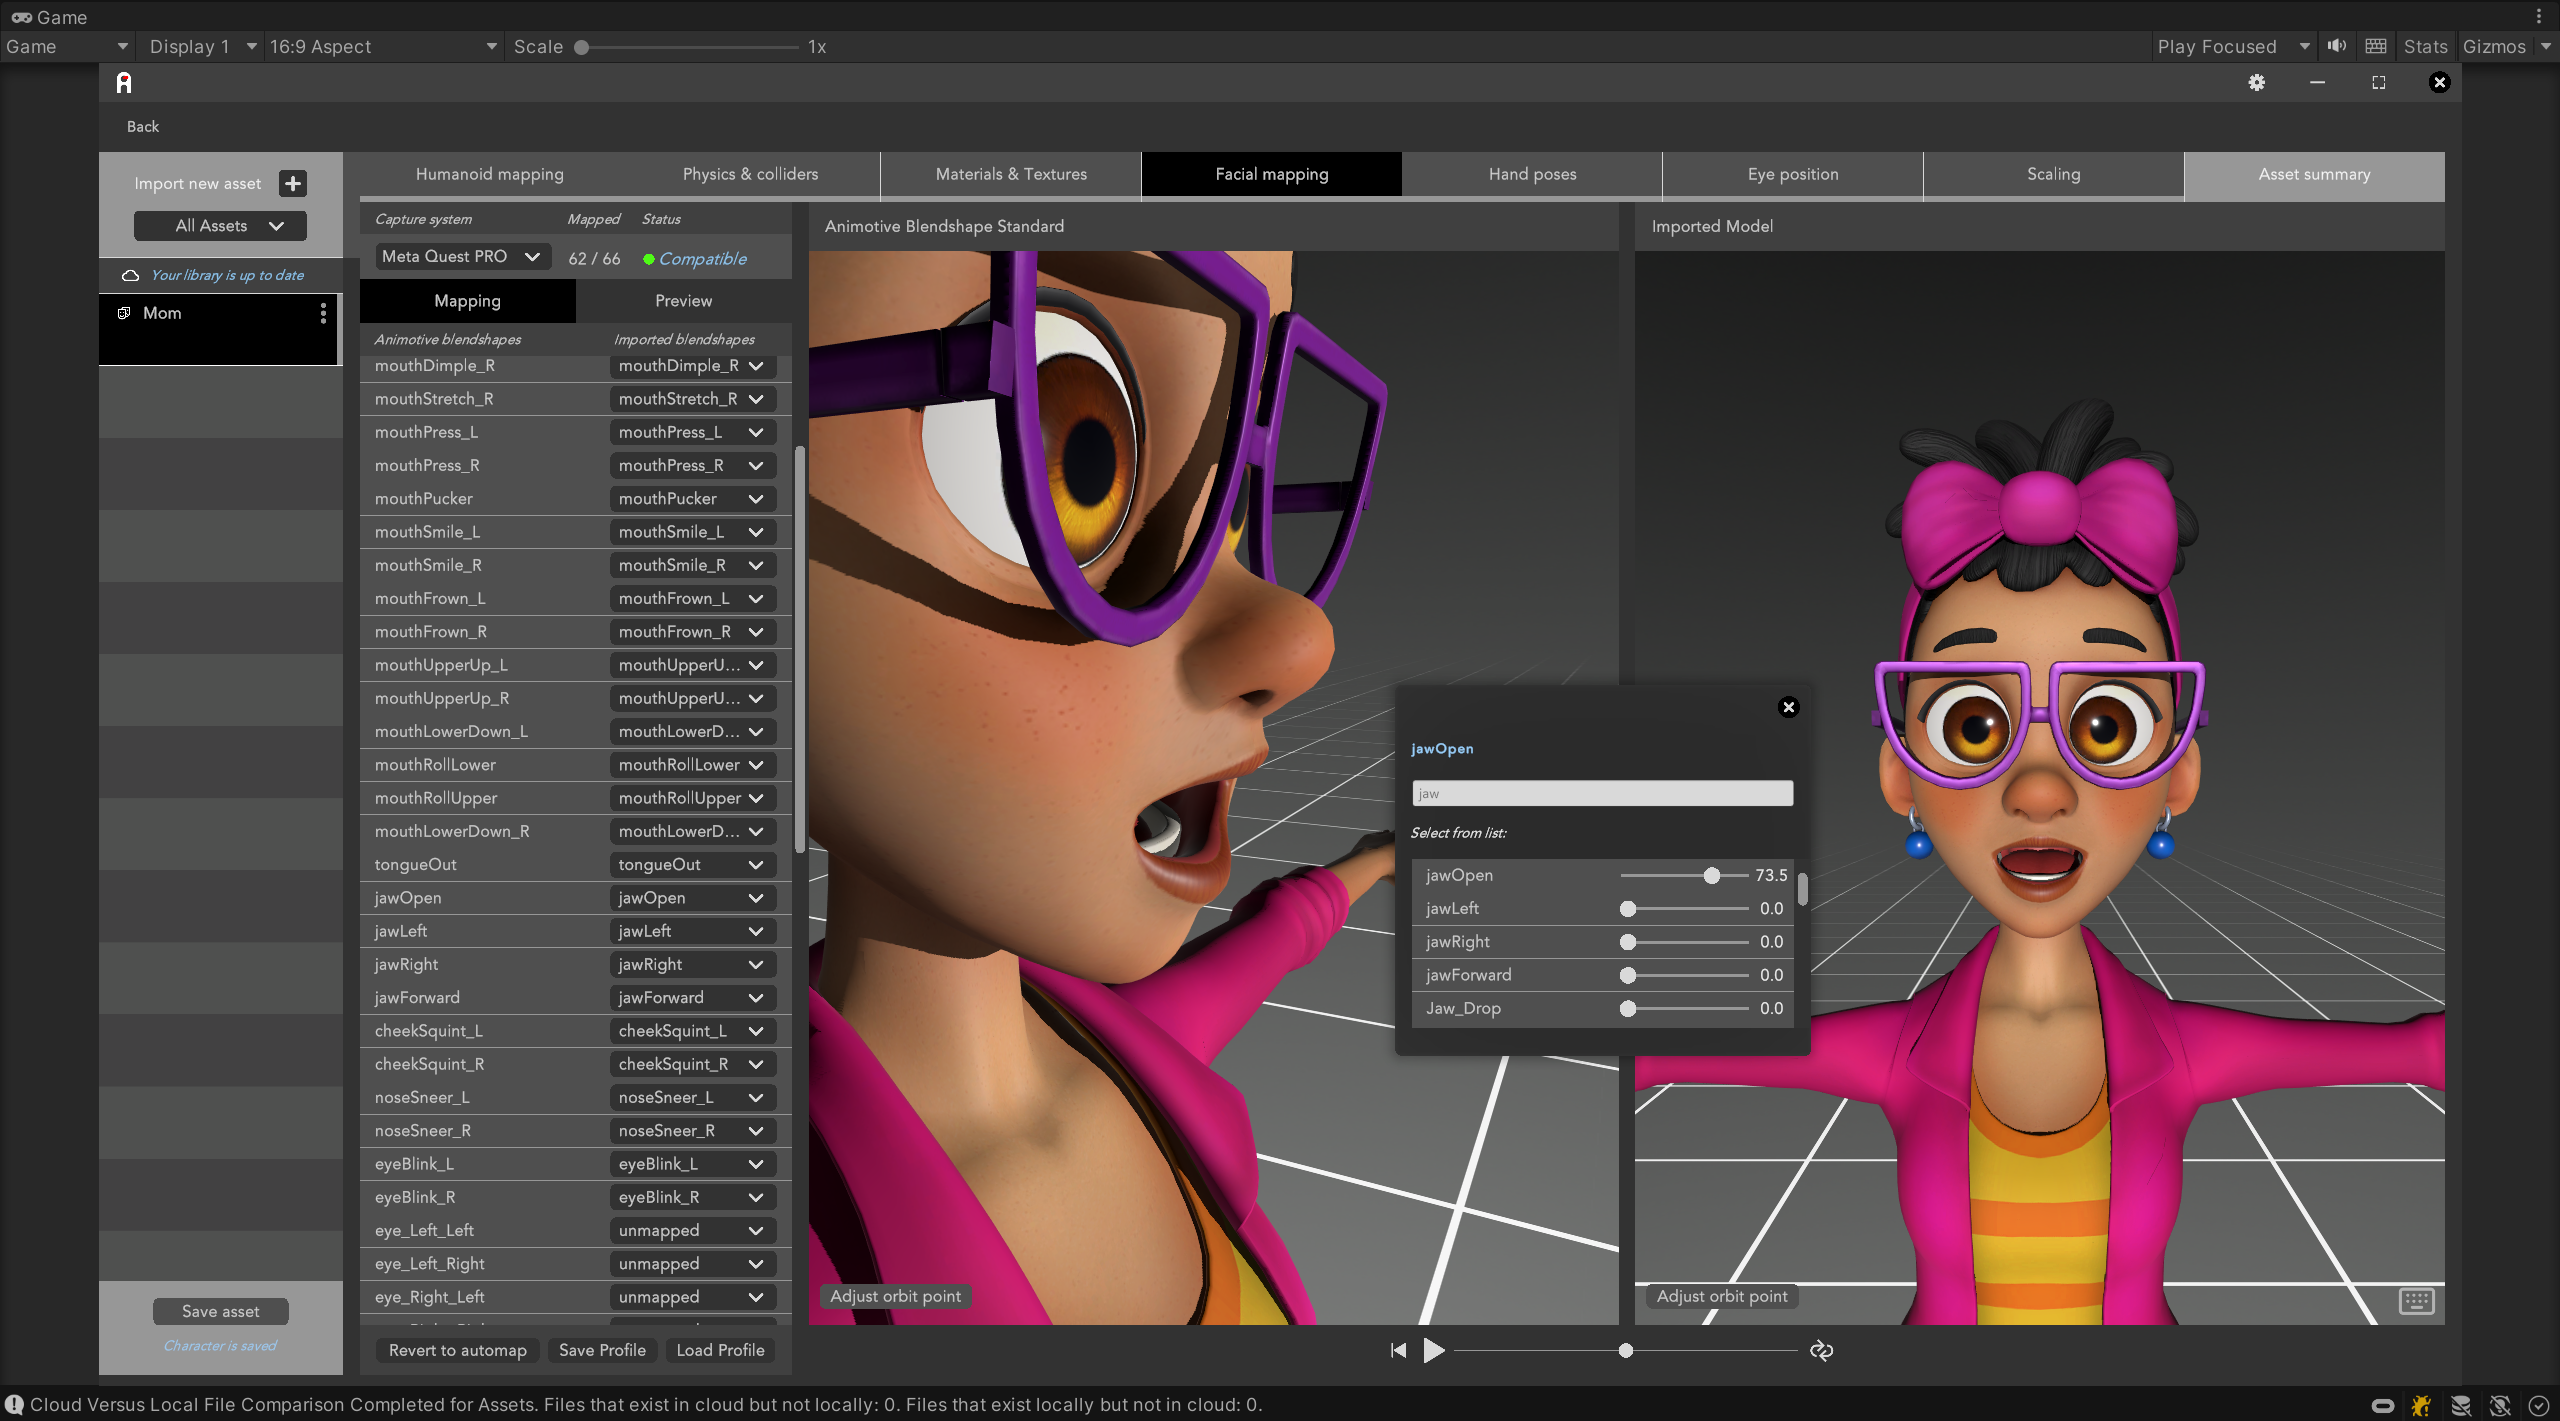 Game
Game Display 1 16:9 Aspect Scale 1x Play Focused Stats Gizmos
Back
Import new asset
All Assets
Your library is up to date
Mom
Save asset
Character is saved
Humanoid mapping Physics & colliders Materials & Textures Facial mapping Hand poses Eye position Scaling Asset summary
Capture system Mapped Status
Meta Quest PRO 62 / 66 Compatible
Mapping Preview
Animotive blendshapes Imported blendshapes
mouthDimple_R mouthDimple_R
mouthStretch_R mouthStretch_R
mouthPress_L mouthPress_L
mouthPress_R mouthPress_R
mouthPucker mouthPucker
mouthSmile_L mouthSmile_L
mouthSmile_R mouthSmile_R
mouthFrown_L mouthFrown_L
mouthFrown_R mouthFrown_R
mouthUpperUp_L mouthUpperU...
mouthUpperUp_R mouthUpperU...
mouthLowerDown_L mouthLowerD...
mouthRollLower mouthRollLower
mouthRollUpper mouthRollUpper
mouthLowerDown_R mouthLowerD...
tongueOut tongueOut
jawOpen jawOpen
jawLeft jawLeft
jawRight jawRight
jawForward jawForward
cheekSquint_L cheekSquint_L
cheekSquint_R cheekSquint_R
noseSneer_L noseSneer_L
noseSneer_R noseSneer_R
eyeBlink_L eyeBlink_L
eyeBlink_R eyeBlink_R
eye_Left_Left unmapped
eye_Left_Right unmapped
eye_Right_Left unmapped
Revert to automap Save Profile Load Profile
Animotive Blendshape Standard
Adjust orbit point
jawOpen
jaw
Select from list:
jawOpen 73.5
jawLeft 0.0
jawRight 0.0
jawForward 0.0
Jaw_Drop 0.0
Imported Model
Adjust orbit point
Cloud Versus Local File Comparison Completed for Assets. Files that exist in cloud but not locally: 0. Files that exist locally but not in cloud: 0.